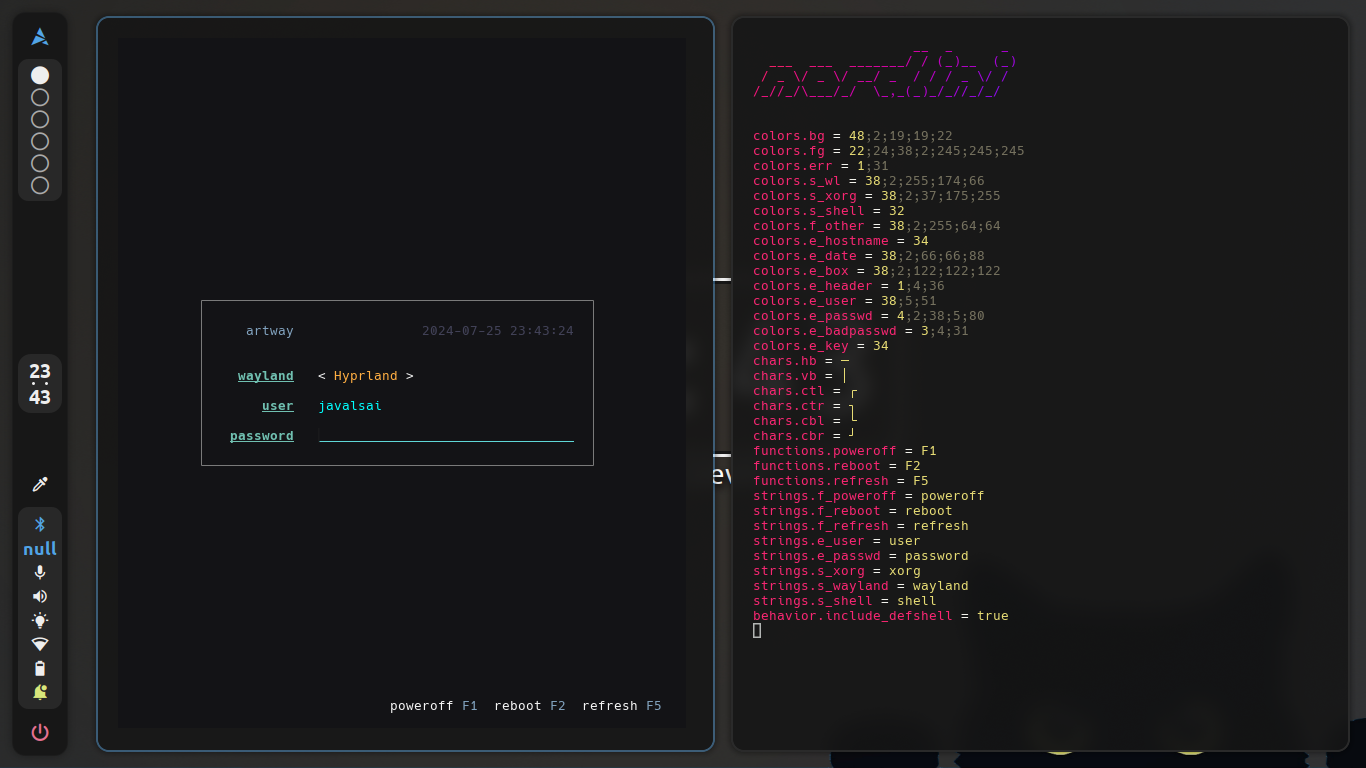 23
43
null
artway 2024-07-25 23:43:24
wayland < Hyprland >
user javalsai
password
poweroff F1 reboot F2 refresh F5
ev
nord.ini
colors.bg = 48;2;19;19;22
colors.fg = 22;24;38;2;245;245;245
colors.err = 1;31
colors.s_wl = 38;2;255;174;66
colors.s_xorg = 38;2;37;175;255
colors.s_shell = 32
colors.f_other = 38;2;255;64;64
colors.e_hostname = 34
colors.e_date = 38;2;66;66;88
colors.e_box = 38;2;122;122;122
colors.e_header = 1;4;36
colors.e_user = 38;5;51
colors.e_passwd = 4;2;38;5;80
colors.e_badpasswd = 3;4;31
colors.e_key = 34
chars.hb = ─
chars.vb = │
chars.ctl = ┌
chars.ctr = ┐
chars.cbl = └
chars.cbr = ┘
functions.poweroff = F1
functions.reboot = F2
functions.refresh = F5
strings.f_poweroff = poweroff
strings.f_reboot = reboot
strings.f_refresh = refresh
strings.e_user = user
strings.e_passwd = password
strings.s_xorg = xorg
strings.s_wayland = wayland
strings.s_shell = shell
behavior.include_defshell = true